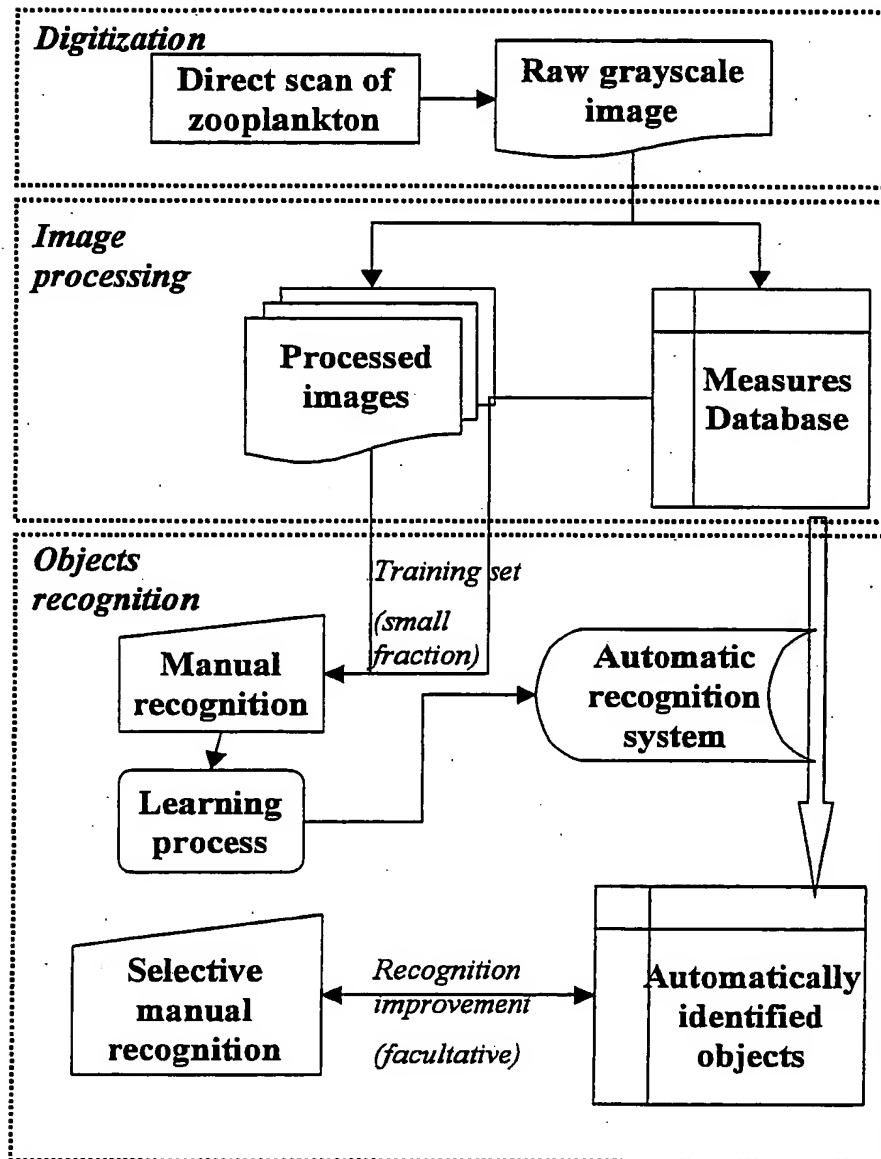 Digitization
Direct scan of
zooplankton
Raw grayscale
image
Image
processing
Processed
images
Measures
Database
Objects
recognition
Training set
(small
fraction)
Manual
recognition
Automatic
recognition
system
Learning
process
Selective
manual
recognition
Recognition
improvement
(facultative)
Automatically
identified
objects